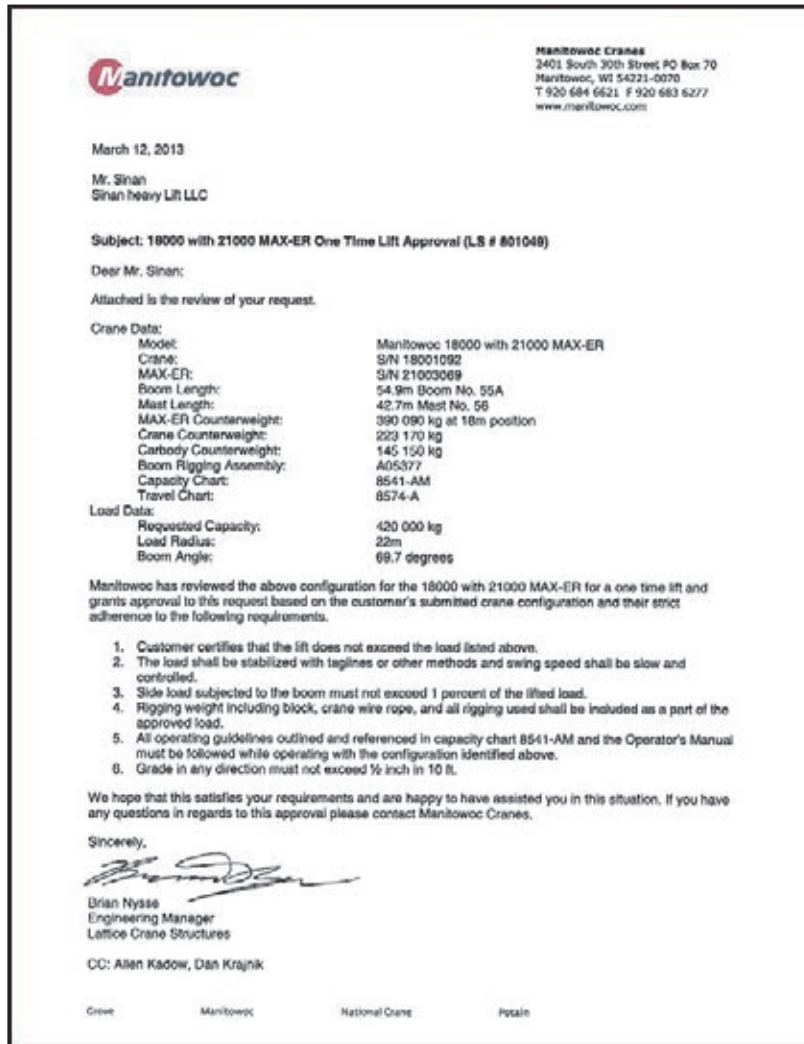 Manitowoc
Manitowoc Cranes
2401 South 30th Street PO Box 70
Manitowoc, WI 54221-0070
T 920 684 6621 F 920 683 6277
www.manitowoc.com
March 12, 2013
Mr. Sinan
Sinan heavy Lift LLC
Subject: 18000 with 21000 MAX-ER One Time Lift Approval (LS # 801049)
Dear Mr. Sinan:
Attached is the review of your request.
Crane Data:
Model: Manitowoc 18000 with 21000 MAX-ER
Crane: S/N 18001092
MAX-ER: S/N 21003069
Boom Length: 54.9m Boom No. 55A
Mast Length: 42.7m Mast No. 56
MAX-ER Counterweight: 390 090 kg at 18m position
Crane Counterweight: 223 170 kg
Carbody Counterweight: 145 150 kg
Boom Rigging Assembly: A05377
Capacity Chart: 8541-AM
Travel Chart: 8574-A
Load Data:
Requested Capacity: 420 000 kg
Load Radius: 22m
Boom Angle: 69.7 degrees
Manitowoc has reviewed the above configuration for the 18000 with 21000 MAX-ER for a one time lift and
grants approval to this request based on the customer's submitted crane configuration and their strict
adherence to the following requirements.
1. Customer certifies that the lift does not exceed the load listed above.
2. The load shall be stabilized with taglines or other methods and swing speed shall be slow and
controlled.
3. Side load subjected to the boom must not exceed 1 percent of the lifted load.
4. Rigging weight including block, crane wire rope, and all rigging used shall be included as a part of the
approved load.
5. All operating guidelines outlined and referenced in capacity chart 8541-AM and the Operator's Manual
must be followed while operating with the configuration identified above.
6. Grade in any direction must not exceed ½ inch in 10 ft.
We hope that this satisfies your requirements and are happy to have assisted you in this situation. If you have
any questions in regards to this approval please contact Manitowoc Cranes.
Sincerely,
Brian Nysse
Engineering Manager
Lattice Crane Structures
CC: Allen Kadow, Dan Krajnik
Grove Manitowoc National Crane Potain